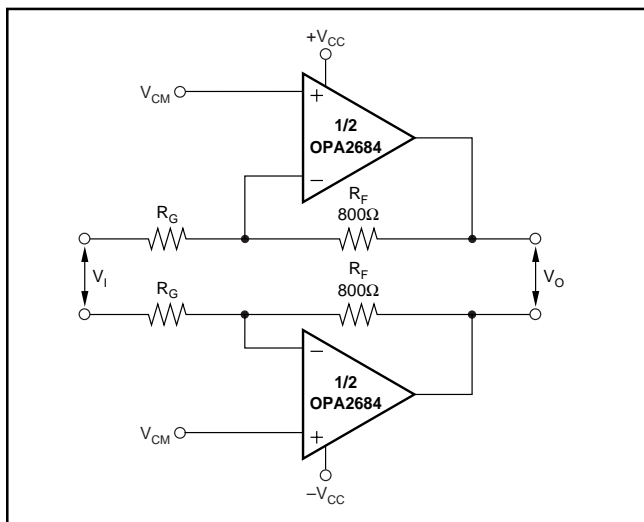 +V_CC
V_CM
+
1/2
OPA2684
−
R_G
R_F
800Ω
V_I
V_O
R_G
R_F
800Ω
−
1/2
OPA2684
V_CM
+
−V_CC